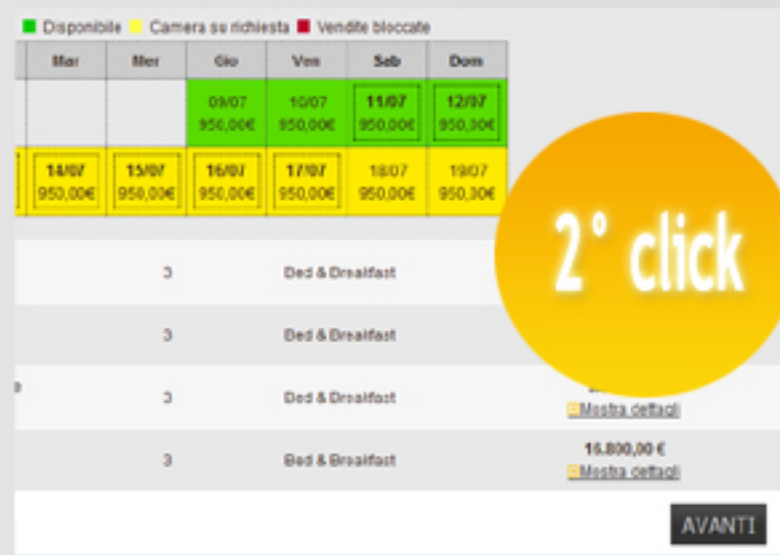 Disponibile Camera su richiesta Vendite bloccate
Mar Mer Gio Ven Sab Dom
09/07 10/07 11/07 12/07
950,00€ 950,00€ 950,00€ 950,00€
14/07 15/07 16/07 17/07 18/07 19/07
950,00€ 950,00€ 950,00€ 950,00€ 950,00€ 950,00€
2° click
3 Bed & Breakfast
3 Bed & Breakfast
3 Bed & Breakfast
Mostra dettagli
3 Bed & Breakfast 16.800,00 €
Mostra dettagli
AVANTI